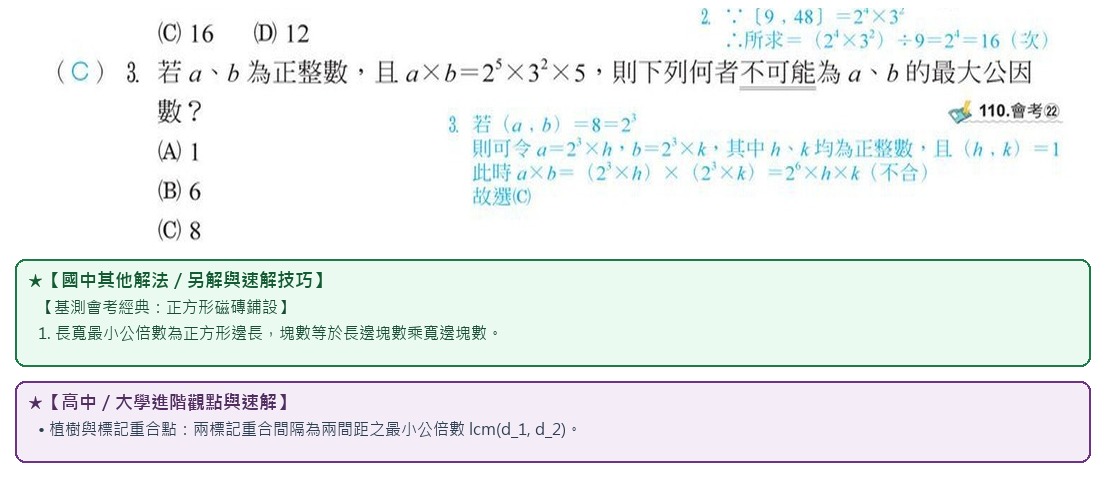 (C) 16 (D) 12
2. ∵［9，48］=2⁴×3²
∴所求=（2⁴×3²）÷9=2⁴=16（次）
（C）3. 若 a、b 為正整數，且 a×b=2⁵×3²×5，則下列何者不可能為 a、b 的最大公因
數？
110.會考㉒
(A) 1
(B) 6
(C) 8
3. 若（a，b）=8=2³
則可令 a=2³×h，b=2³×k，其中 h、k 均為正整數，且（h，k）=1
此時 a×b=（2³×h）×（2³×k）=2⁶×h×k（不合）
故選(C)
★【國中其他解法 / 另解與速解技巧】
【基測會考經典：正方形磁磚鋪設】
1. 長寬最小公倍數為正方形邊長，塊數等於長邊塊數乘寬邊塊數。
★【高中 / 大學進階觀點與速解】
• 植樹與標記重合點：兩標記重合間隔為兩間距之最小公倍數 lcm(d_1, d_2)。